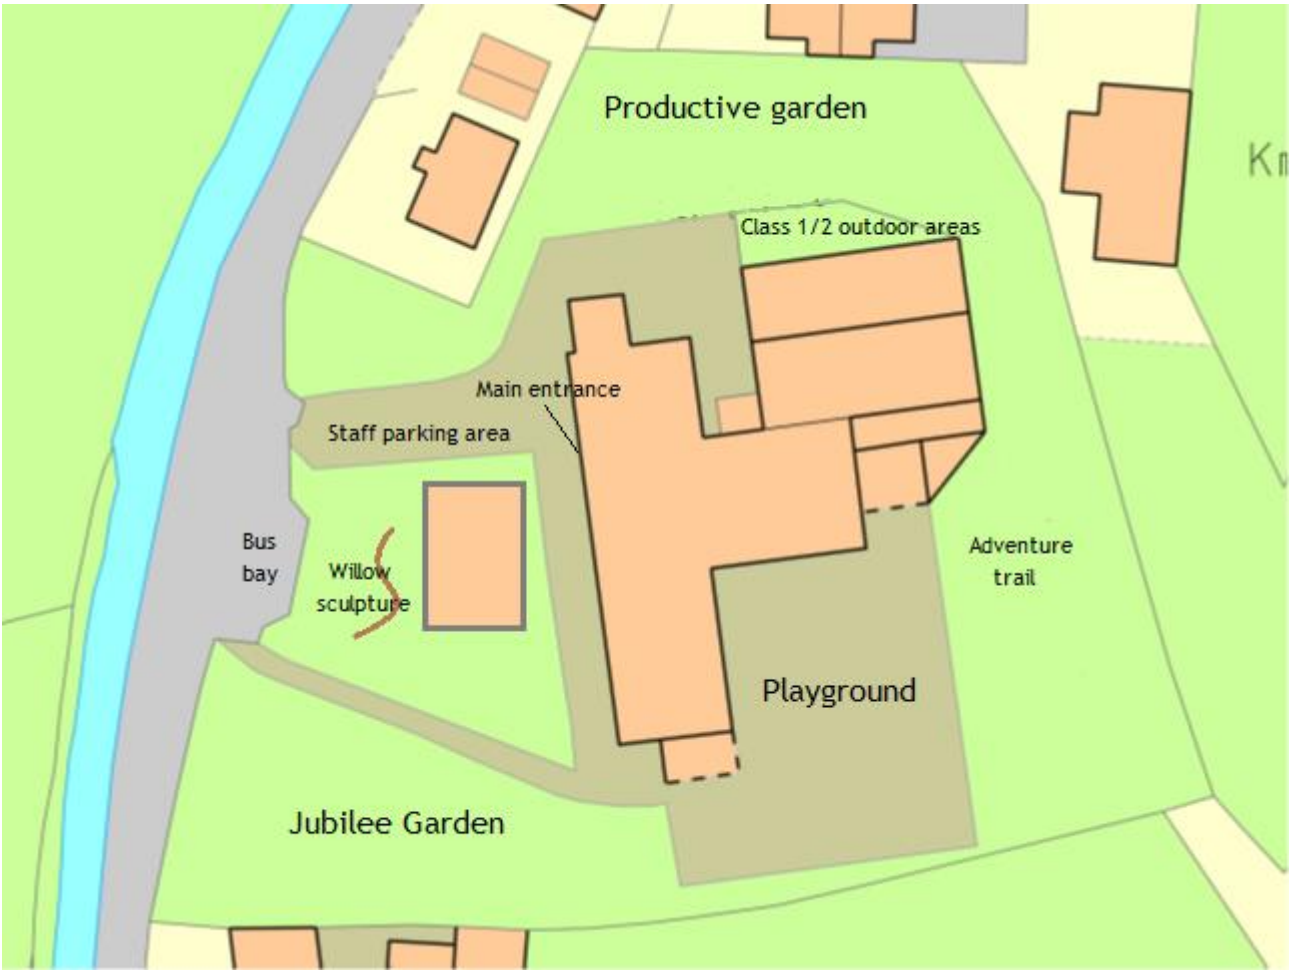 Productive garden
Class 1/2 outdoor areas
Main entrance
Staff parking area
Bus
bay
Willow
sculpture
Adventure
trail
Playground
Jubilee Garden